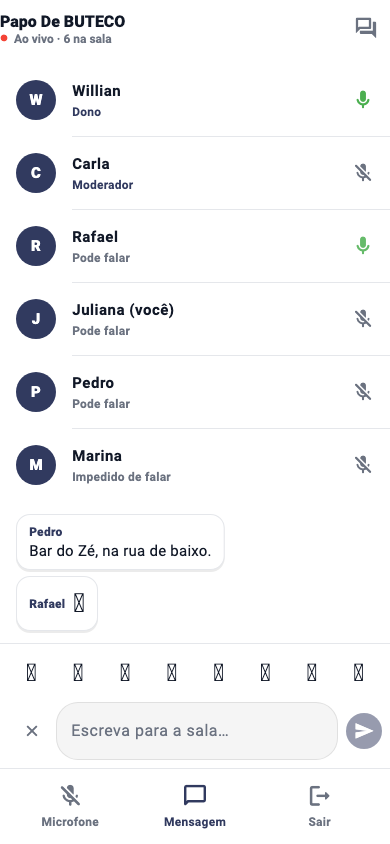 Papo De BUTECO
Ao vivo · 6 na sala
W
Willian
Dono
C
Carla
Moderador
R
Rafael
Pode falar
J
Juliana (você)
Pode falar
P
Pedro
Pode falar
M
Marina
Impedido de falar
Pedro
Bar do Zé, na rua de baixo.
Rafael
Escreva para a sala…
Microfone
Mensagem
Sair